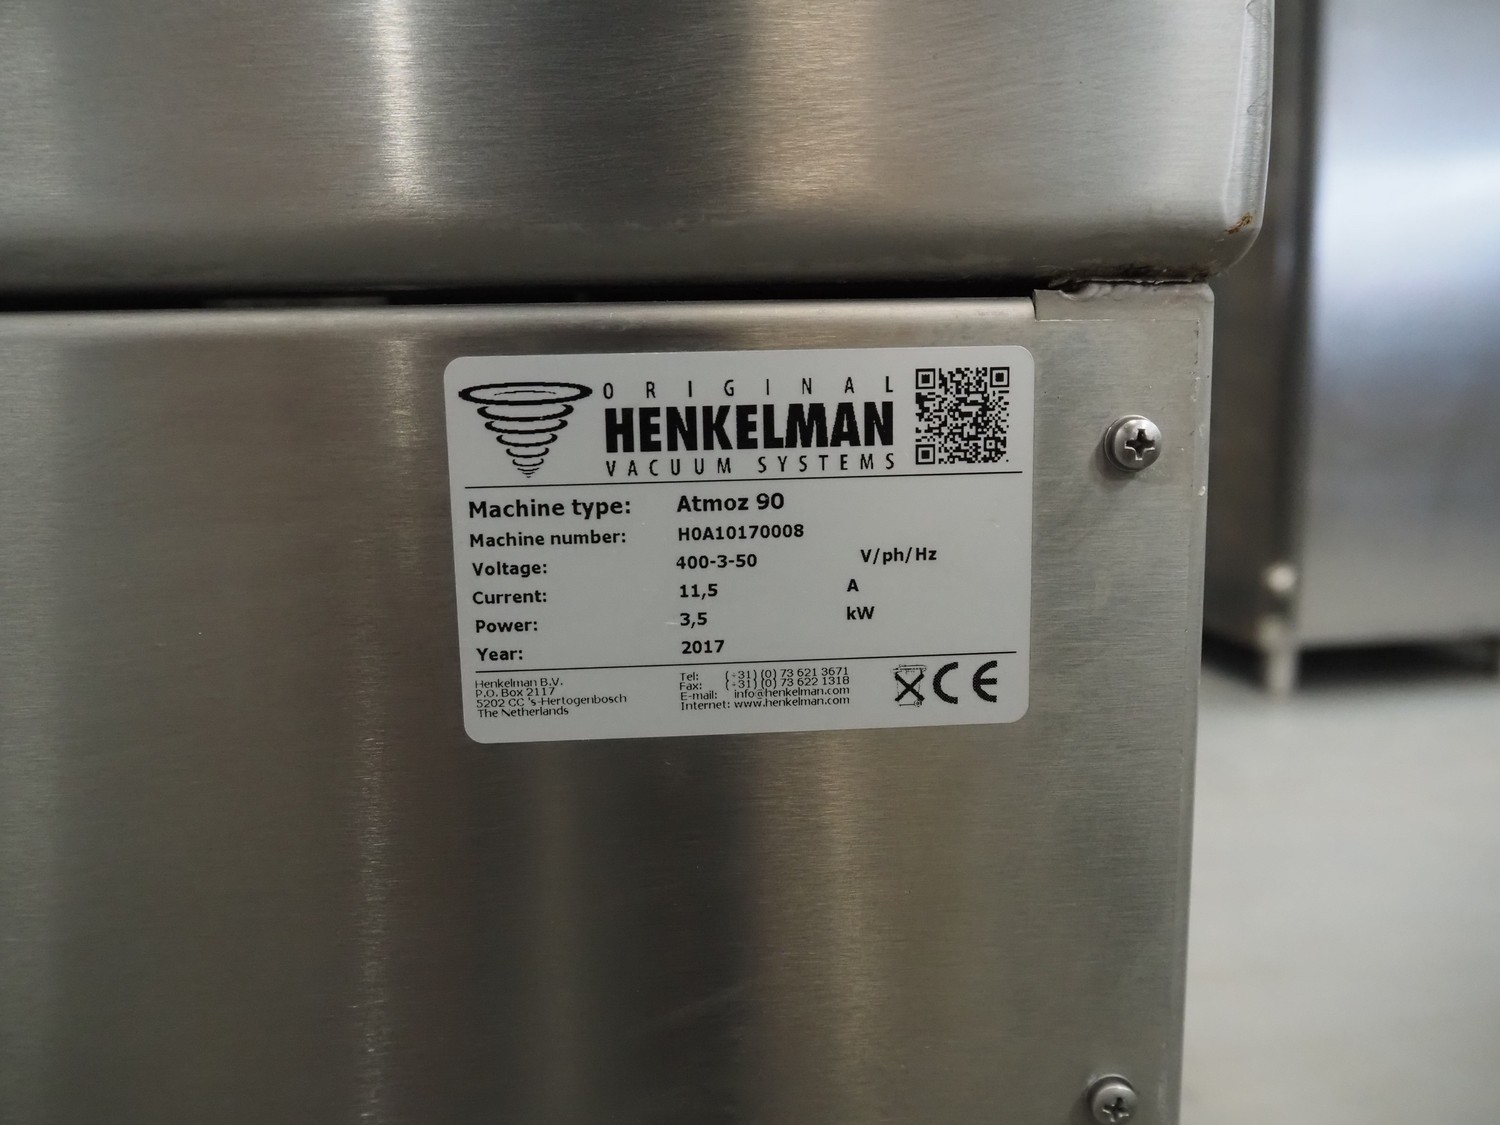 ORIGINAL
HENKELMAN
VACUUM SYSTEMS
Machine type: Atmoz 90
Machine number: H0A10170008
Voltage: 400-3-50 V/ph/Hz
Current: 11,5 A
Power: 3,5 kW
Year: 2017
Henkelman B.V.
P.O. Box 2117
5202 CC 's-Hertogenbosch
The Netherlands
Tel: (+31) (0) 73 621 3671
Fax: (+31) (0) 73 622 1318
E-mail: info@henkelman.com
Internet: www.henkelman.com
CE